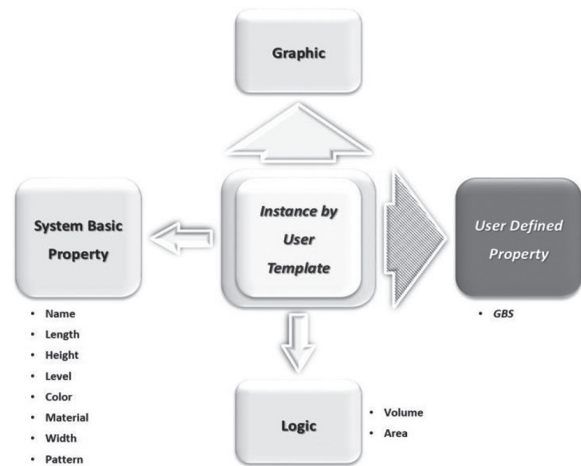 Graphic
System Basic
Property
• Name
• Length
• Height
• Level
• Color
• Material
• Width
• Pattern
Instance by
User
Template
User Defined
Property
• GBS
Logic
• Volume
• Area